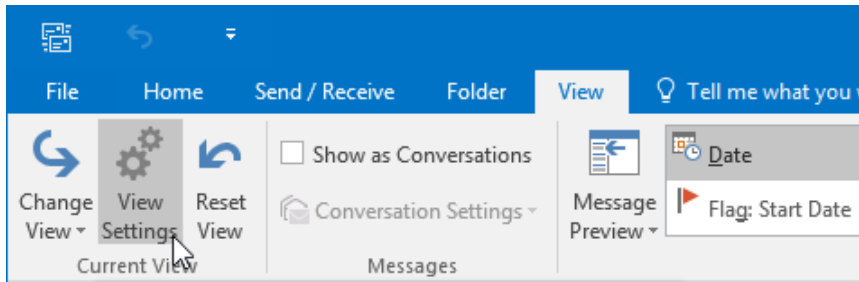 File Home Send / Receive Folder View Tell me what you
Change View View Settings Reset View
Show as Conversations
Conversation Settings
Message Preview
Date
Flag: Start Date
Current View Messages